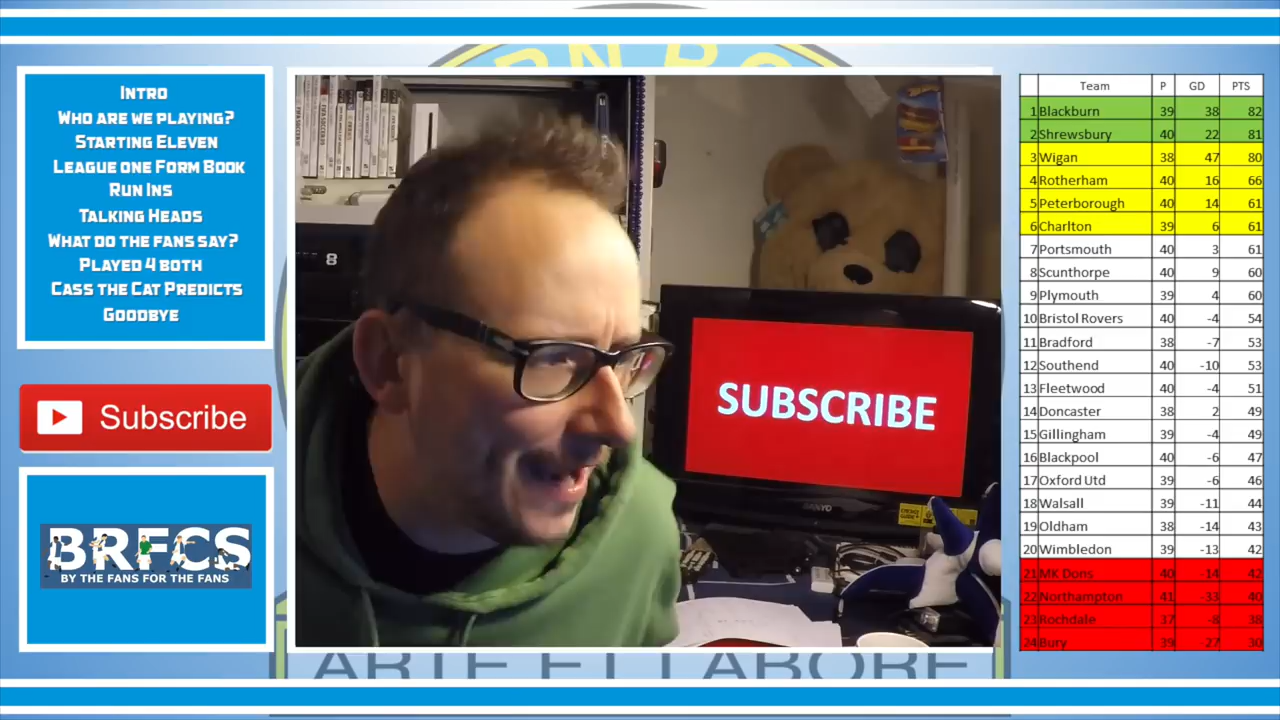 INTRO
WHO ARE WE PLAYING?
STARTING ELEVEN
LEAGUE ONE FORM BOOK
RUN INS
TALKING HEADS
WHAT DO THE FANS SAY?
PLAYED 4 BOTH
CASS THE CAT PREDICTS
GOODBYE
Subscribe
BRFCS
BY THE FANS FOR THE FANS
8
SUBSCRIBE
SANYO
ARTE ET LABORE
Team P GD PTS
1 Blackburn 39 38 82
2 Shrewsbury 40 22 81
3 Wigan 38 47 80
4 Rotherham 40 16 66
5 Peterborough 40 14 61
6 Charlton 39 6 61
7 Portsmouth 40 3 61
8 Scunthorpe 40 9 60
9 Plymouth 39 4 60
10 Bristol Rovers 40 -4 54
11 Bradford 38 -7 53
12 Southend 40 -10 53
13 Fleetwood 40 -4 51
14 Doncaster 38 2 49
15 Gillingham 39 -4 49
16 Blackpool 40 -6 47
17 Oxford Utd 39 -6 46
18 Walsall 39 -11 44
19 Oldham 38 -14 43
20 Wimbledon 39 -13 42
21 MK Dons 40 -14 42
22 Northampton 41 -33 40
23 Rochdale 37 -8 38
24 Bury 39 27 30